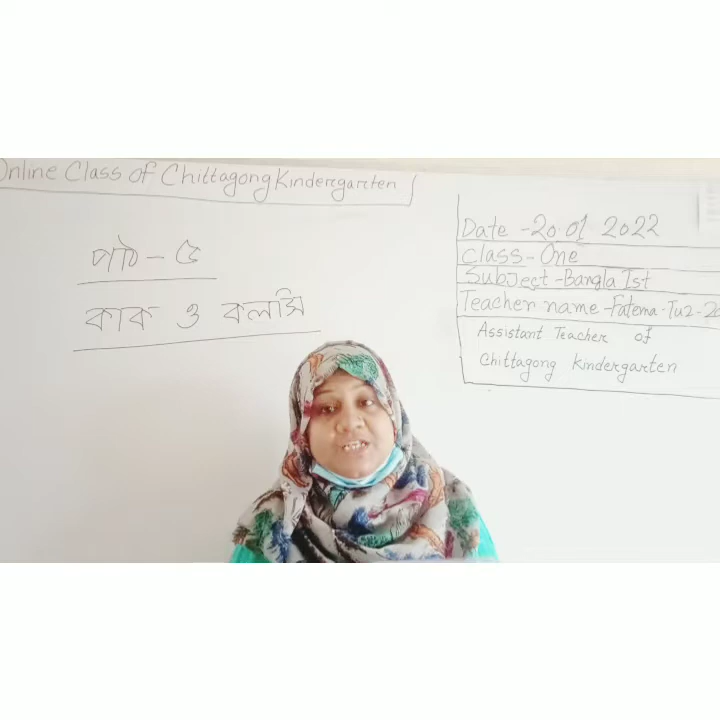 Online Class of Chittagong Kindergarten
পাঠ - ৫
কাক ও কলসি
Date - 20.01 2022
Class - One
Subject - Bangla Ist
Teacher name - Fatema - Tuz -
Assistant Teacher of
Chittagong Kindergarten